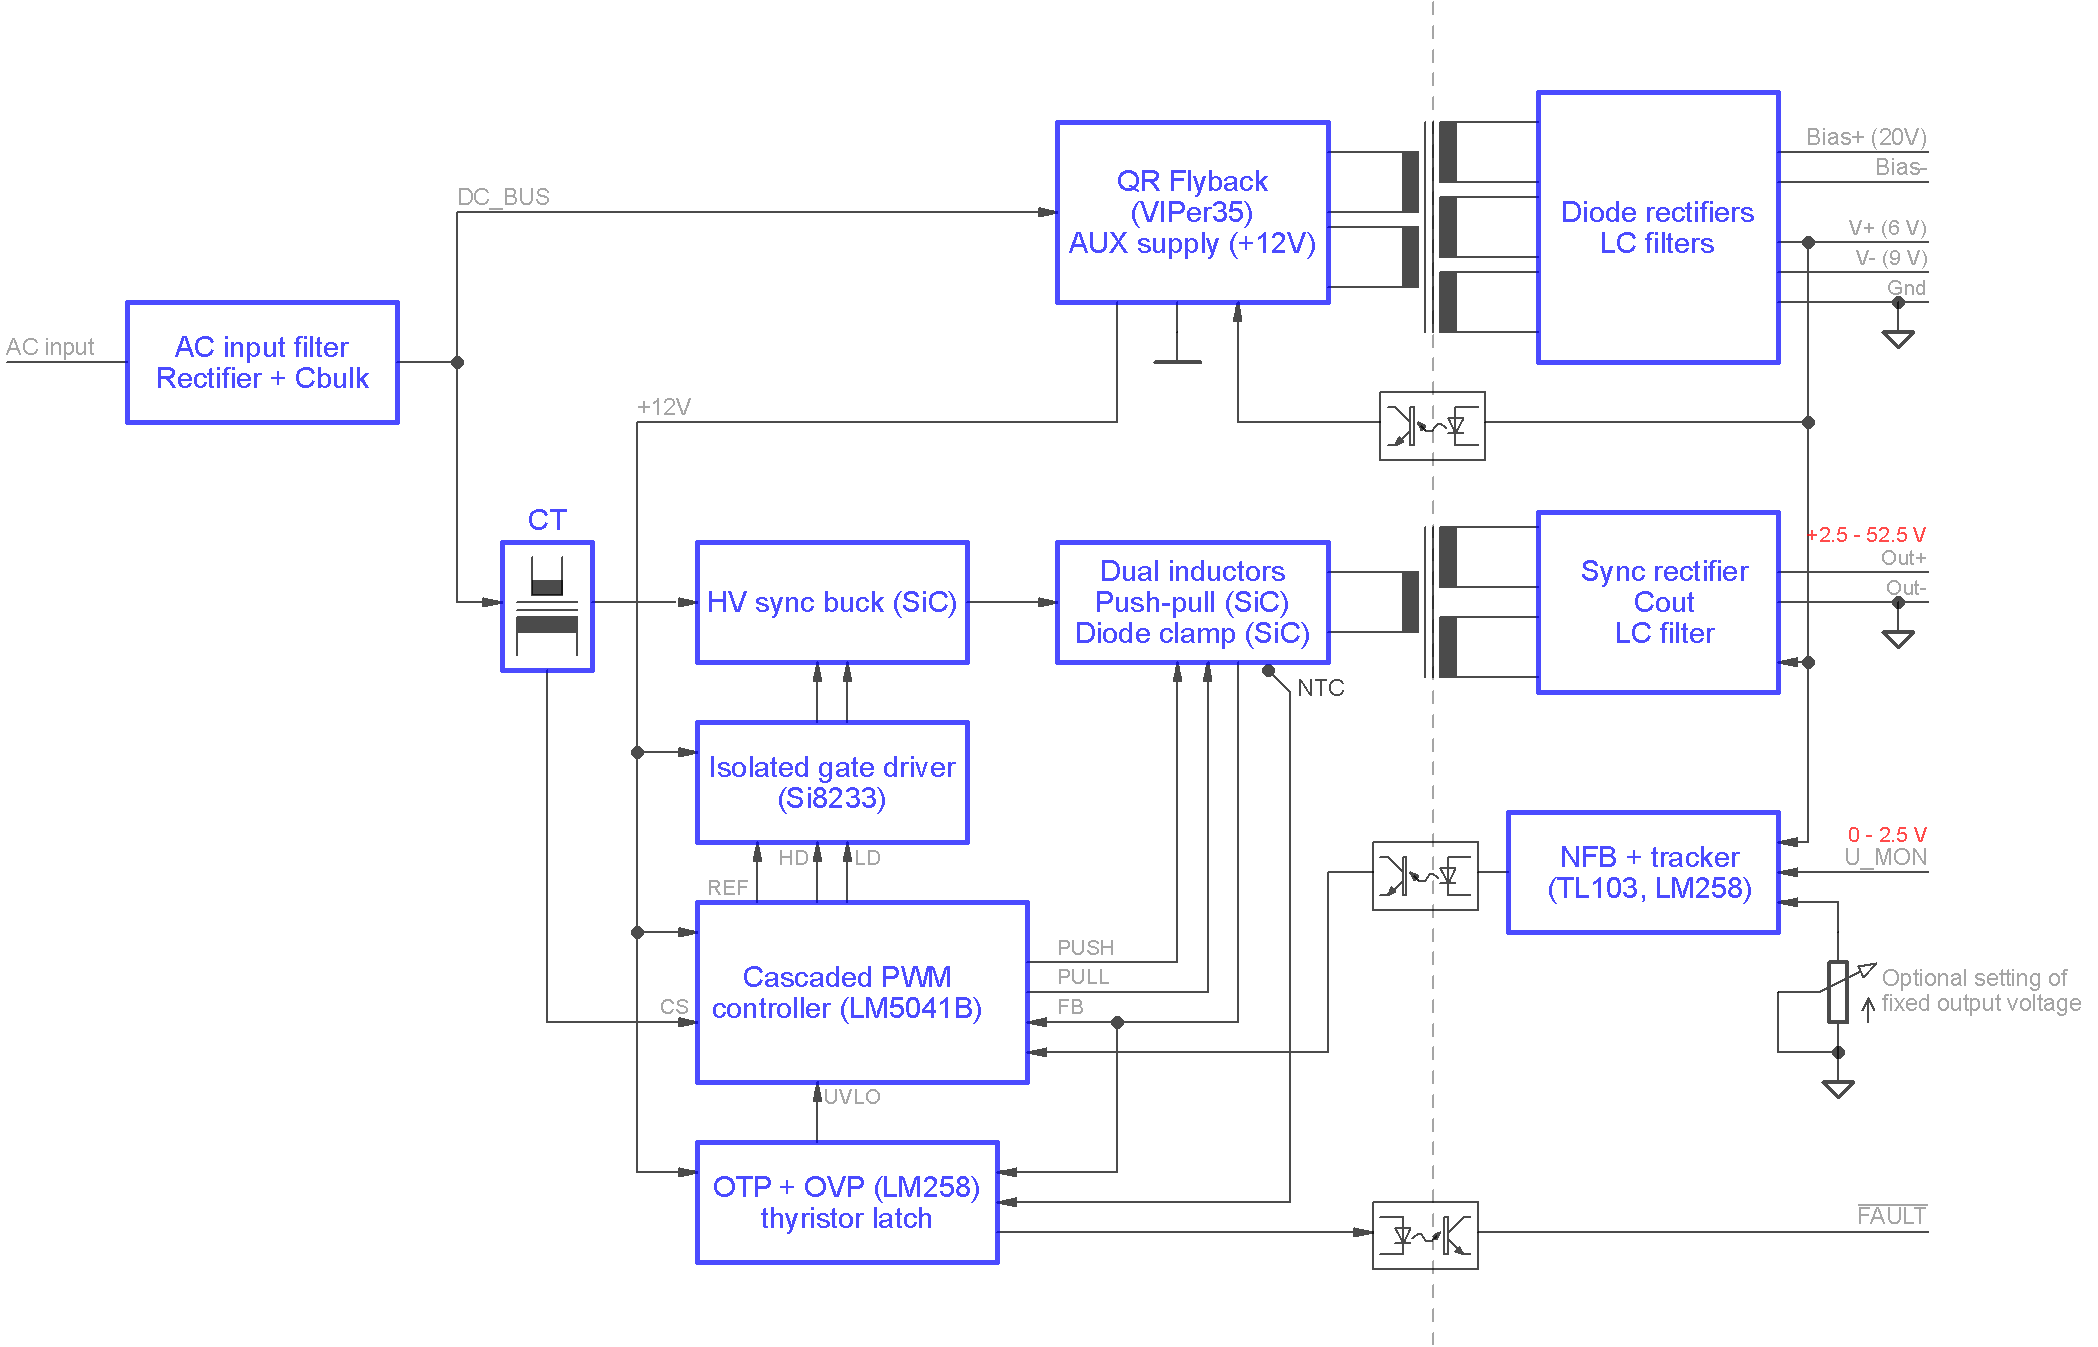 Bias+ (20V)
QR Flyback
(VIPer35)
AUX supply (+12V)
Bias-
DC_BUS
Diode rectifiers
LC filters
V+ (6 V)
V- (9 V)
Gnd
AC input
AC input filter
Rectifier + Cbulk
+12V
CT
+2.5 - 52.5 V
Out+
Out-
HV sync buck (SiC)
Dual inductors
Push-pull (SiC)
Diode clamp (SiC)
Sync rectifier
Cout
LC filter
NTC
Isolated gate driver
(Si8233)
0 - 2.5 V
U_MON
NFB + tracker
(TL103, LM258)
HD
LD
REF
PUSH
PULL
FB
CS
Cascaded PWM
controller (LM5041B)
Optional setting of
fixed output voltage
UVLO
OTP + OVP (LM258)
thyristor latch
FAULT